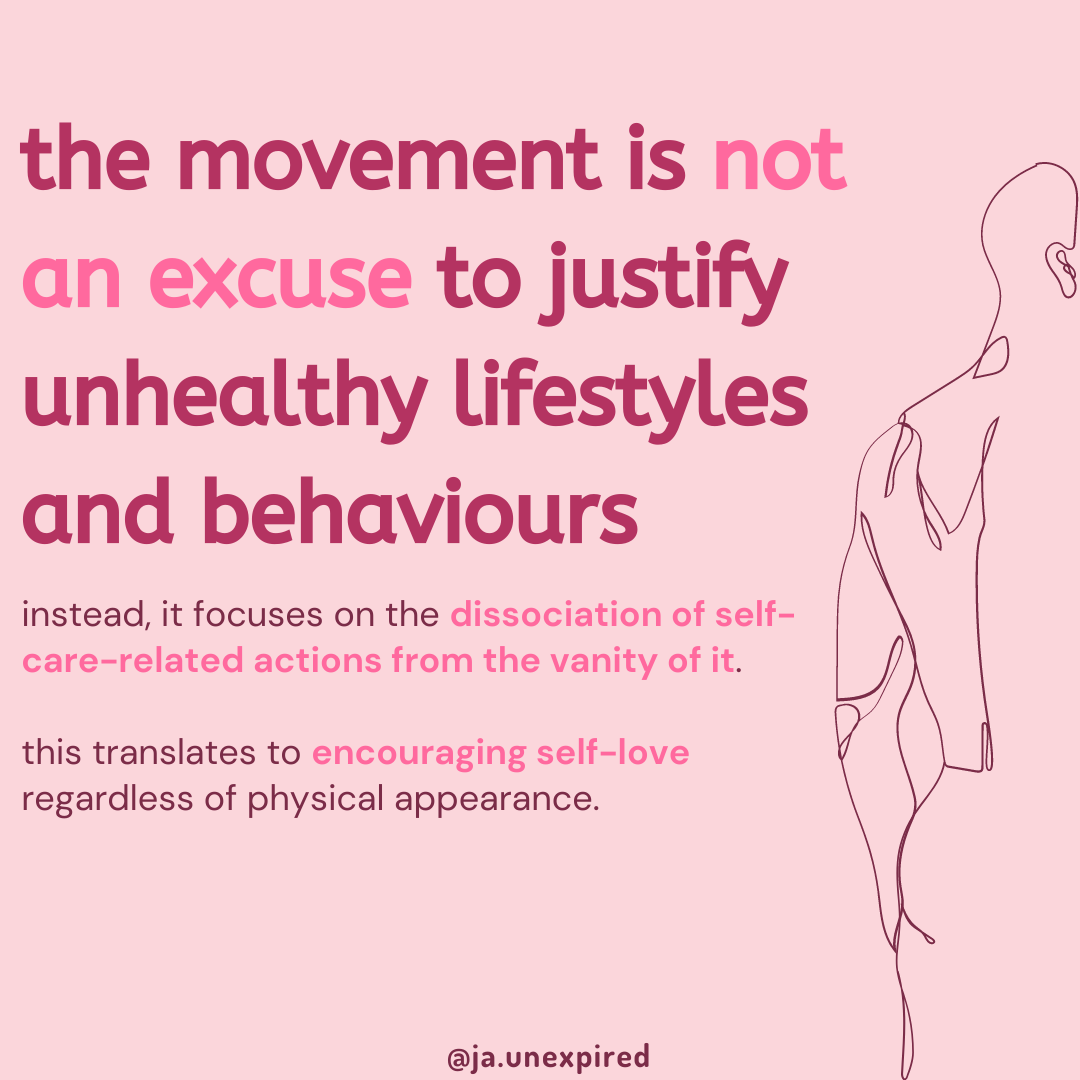 the movement is not
an excuse to justify
unhealthy lifestyles
and behaviours
instead, it focuses on the dissociation of self-
care-related actions from the vanity of it.
this translates to encouraging self-love
regardless of physical appearance.
@ja.unexpired